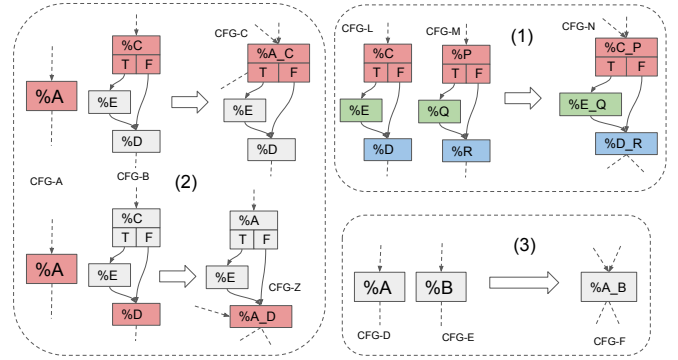 CFG-C
CFG-L
CFG-M
(1)
CFG-N
%C
T F
%A_C
T F
%A
%E
%E
%D
%D
%C
T F
%P
T F
%C_P
T F
%E
%Q
%E_Q
%D
%R
%D_R
CFG-A
CFG-B
(2)
%C
T F
%A
T F
%A
%E
%E
CFG-Z
%D
%A_D
(3)
%A
%B
%A_B
CFG-D
CFG-E
CFG-F